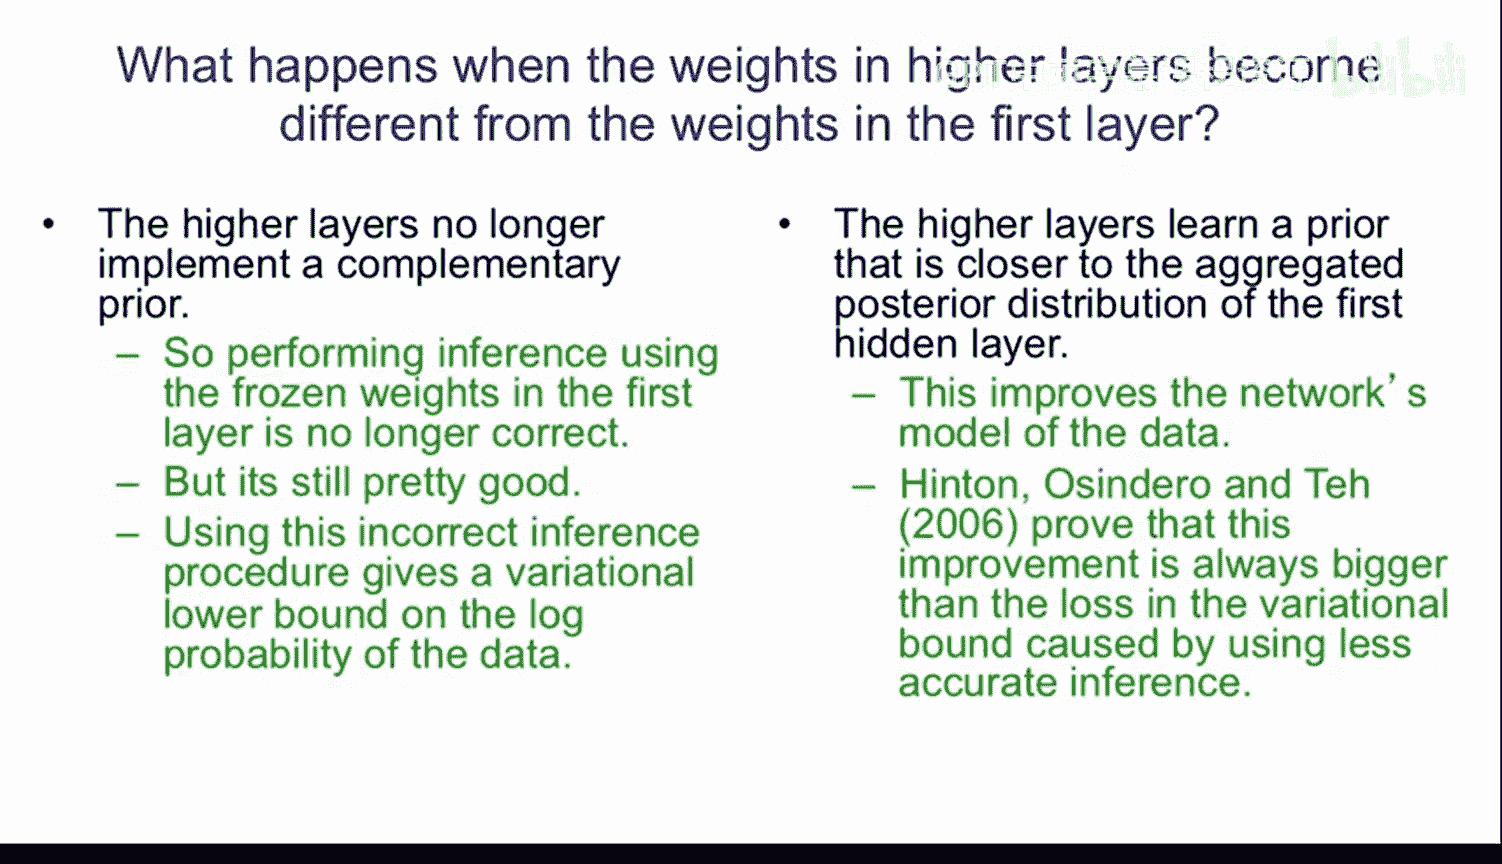 What happens when the weights in higher layers become
different from the weights in the first layer?
• The higher layers no longer
implement a complementary
prior.
– So performing inference using
the frozen weights in the first
layer is no longer correct.
– But its still pretty good.
– Using this incorrect inference
procedure gives a variational
lower bound on the log
probability of the data.
• The higher layers learn a prior
that is closer to the aggregated
posterior distribution of the first
hidden layer.
– This improves the network’s
model of the data.
– Hinton, Osindero and Teh
(2006) prove that this
improvement is always bigger
than the loss in the variational
bound caused by using less
accurate inference.
bilibili